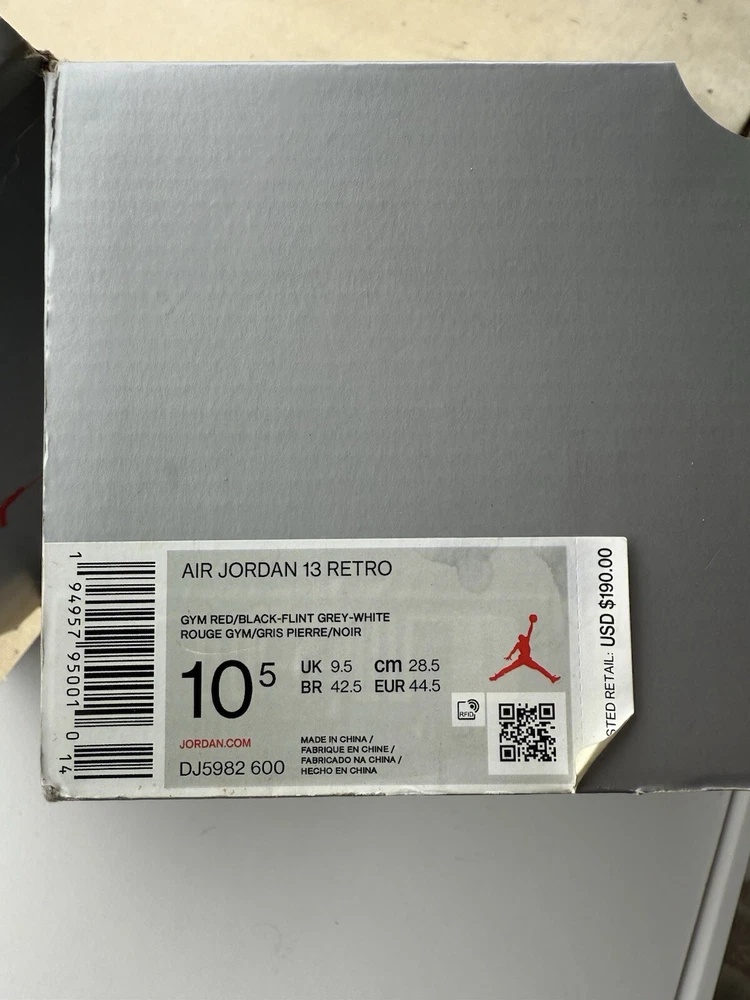 AIR JORDAN 13 RETRO
GYM RED/BLACK-FLINT GREY-WHITE
ROUGE GYM/GRIS PIERRE/NOIR
10 5
UK 9.5 cm 28.5
BR 42.5 EUR 44.5
RFID
JORDAN.COM
DJ5982 600
MADE IN CHINA /
FABRIQUE EN CHINE /
FABRICADO NA CHINA /
HECHO EN CHINA
1 94957 95001 0 14
RETAIL: USD $190.00